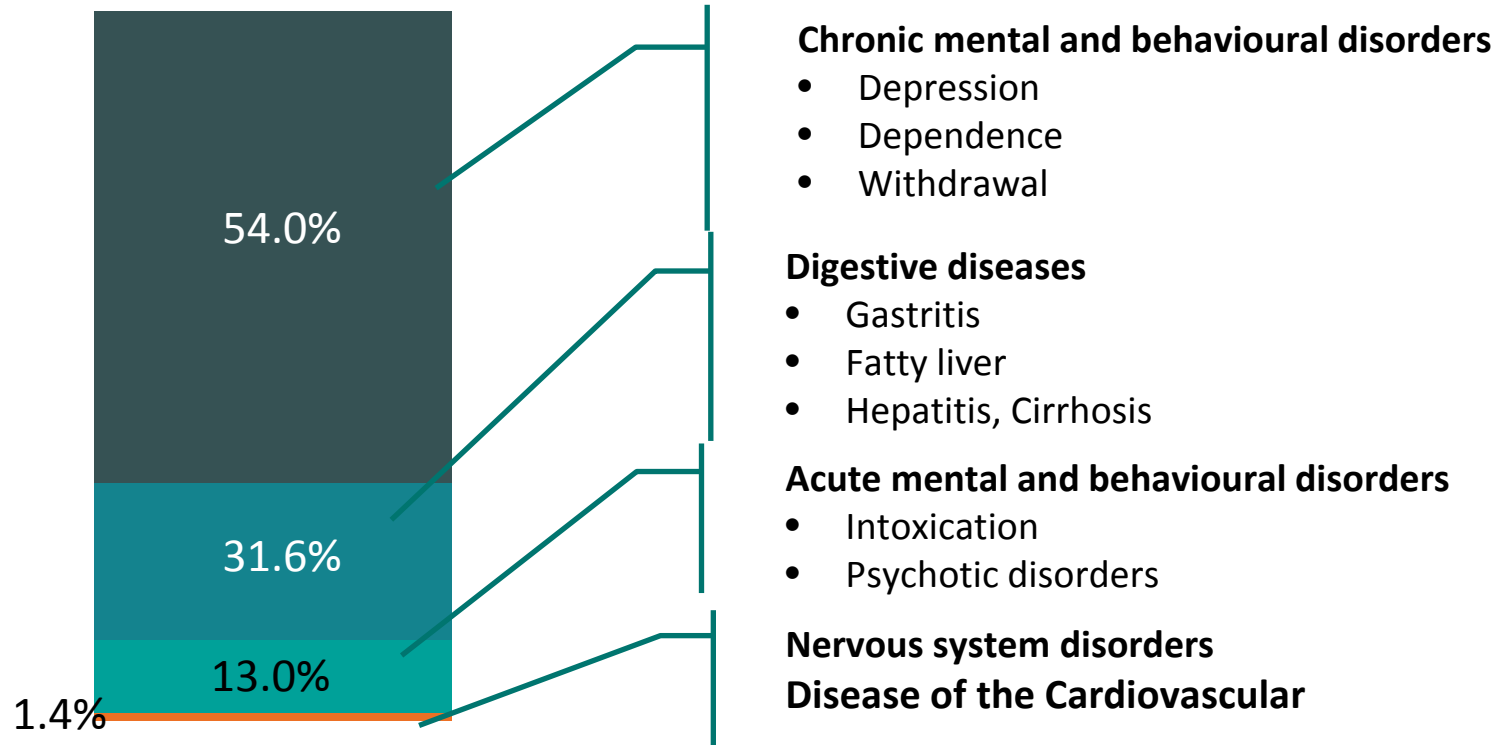 54.0%
31.6%
13.0%
1.4%
Chronic mental and behavioural disorders
• Depression
• Dependence
• Withdrawal
Digestive diseases
• Gastritis
• Fatty liver
• Hepatitis, Cirrhosis
Acute mental and behavioural disorders
• Intoxication
• Psychotic disorders
Nervous system disorders
Disease of the Cardiovascular